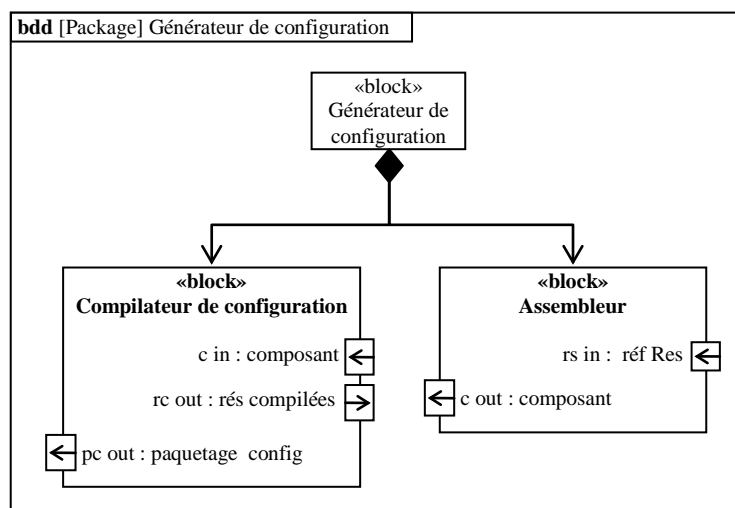 bdd [Package] Générateur de configuration
«block»
Générateur de
configuration
«block»
Compilateur de configuration
c in : composant
rc out : rés compilées
pc out : paquetage config
«block»
Assembleur
rs in : réf Res
c out : composant